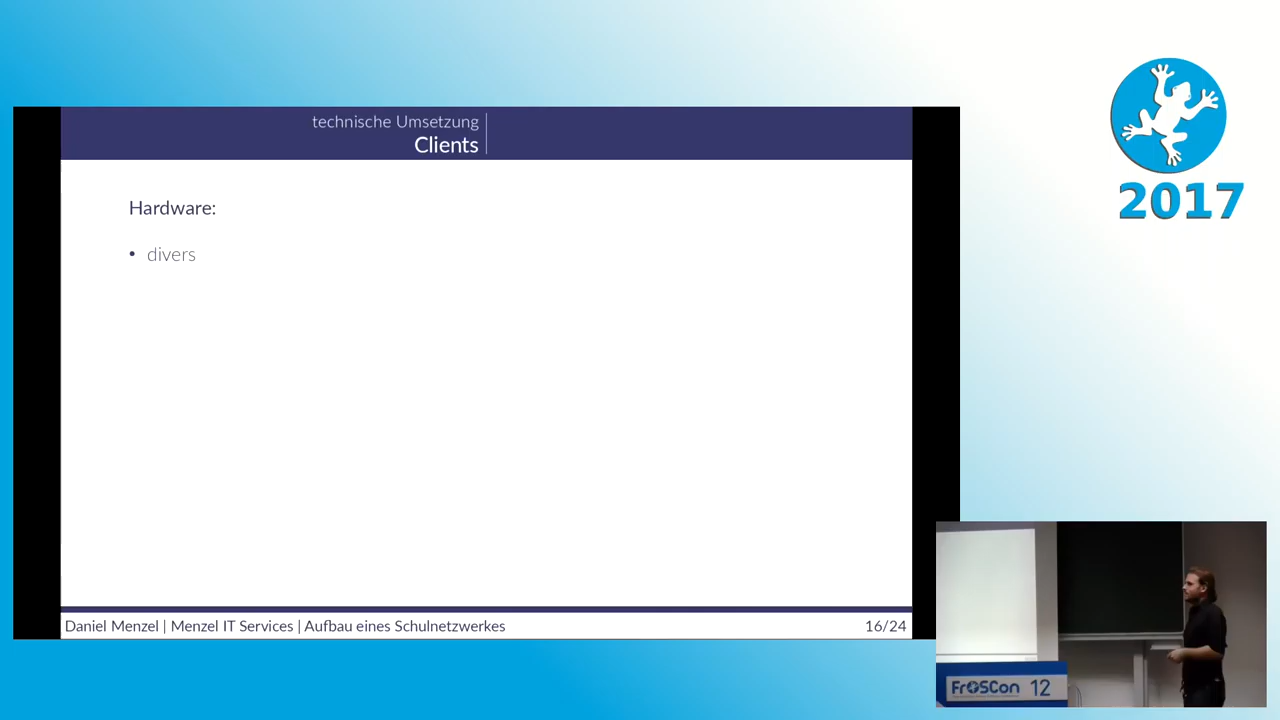 technische Umsetzung
Clients
Hardware:
• divers
Daniel Menzel | Menzel IT Services | Aufbau eines Schulnetzwerkes
16/24
2017
FrOSCon 12